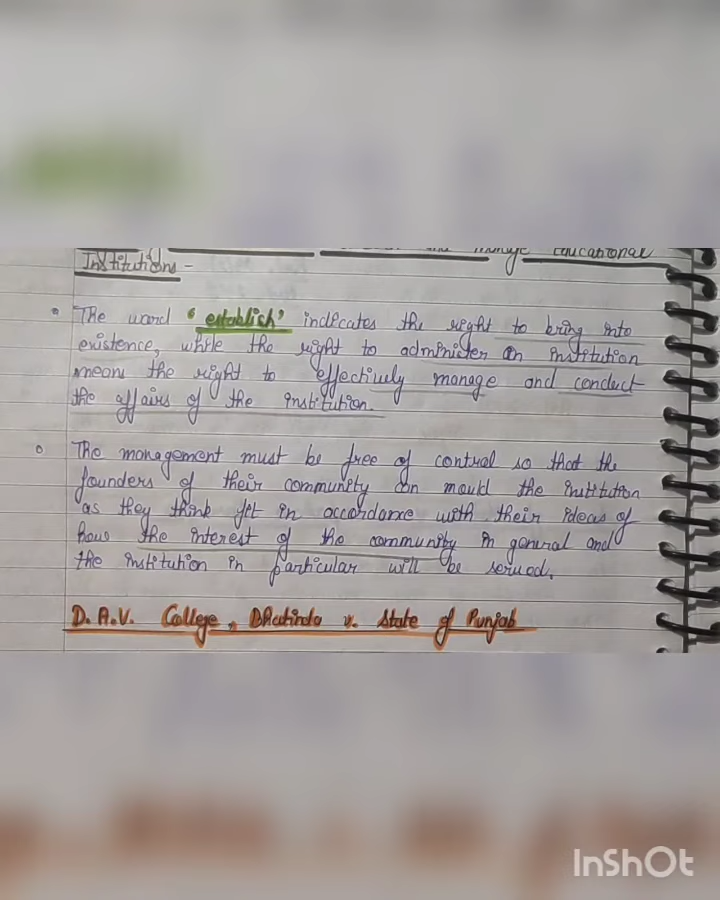 manage Educational
Institutions -
The word 'establish' indicates the right to bring into
existence, while the right to administer an institution
means the right to effectively manage and conduct
the affairs of the institution.
The management must be free of control so that the
founders of their community can mould the institution
as they think fit in accordance with their ideas of
how the interest of the community in general and
the institution in particular will be served.
D.A.V. College, Bhatinda v. State of Punjab
InShOt